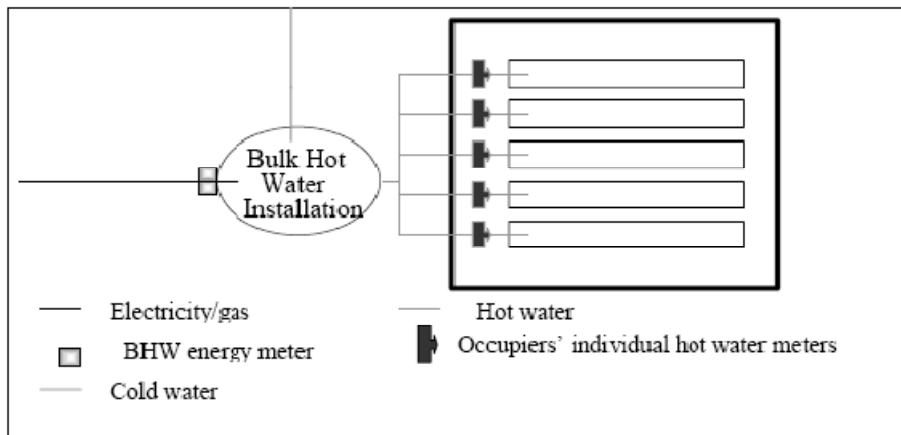 Bulk Hot
Water
Installation
Electricity/gas
Hot water
BHW energy meter
Occupiers’ individual hot water meters
Cold water